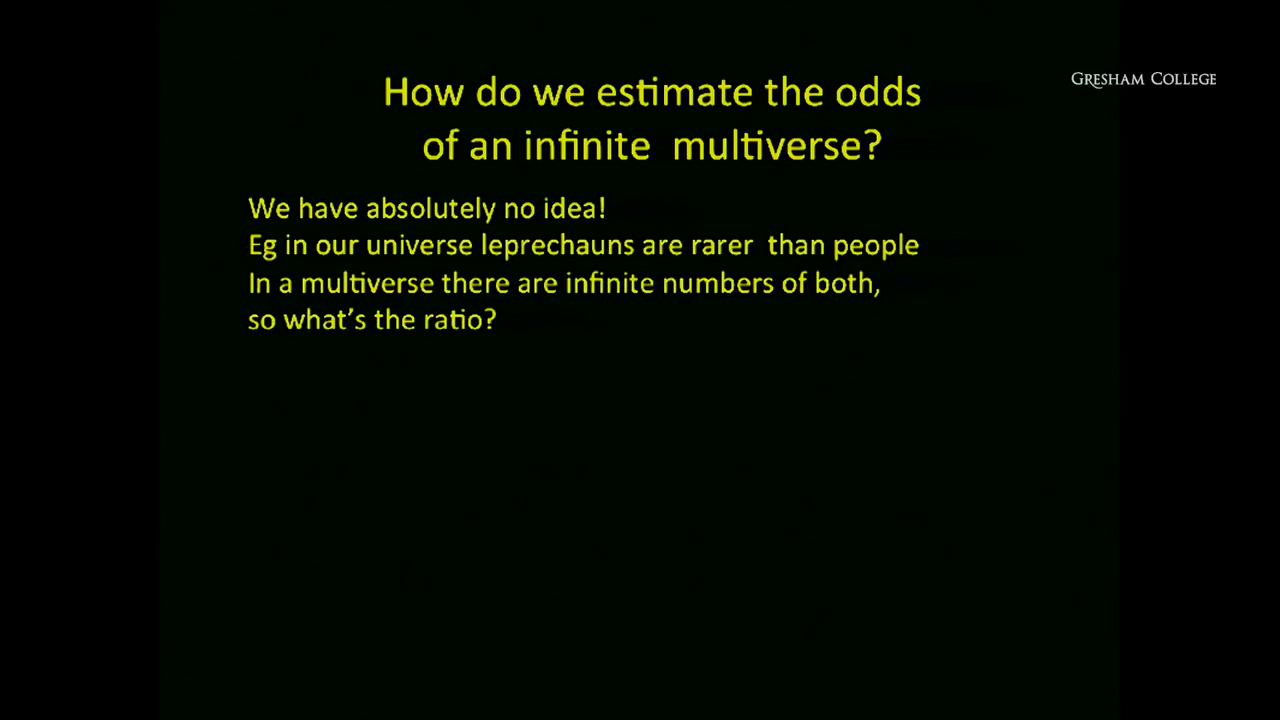 How do we estimate the odds
of an infinite multiverse?
GRESHAM COLLEGE
We have absolutely no idea!
Eg in our universe leprechauns are rarer than people
In a multiverse there are infinite numbers of both,
so what's the ratio?